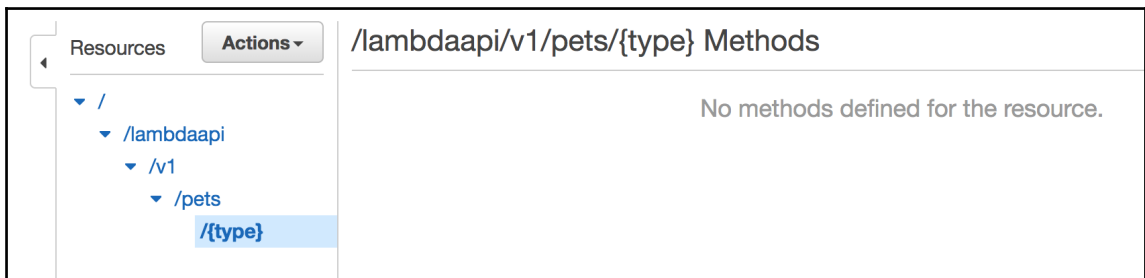 Resources
Actions
/lambdaapi/v1/pets/{type} Methods
/
/lambdaapi
/v1
/pets
/{type}
No methods defined for the resource.